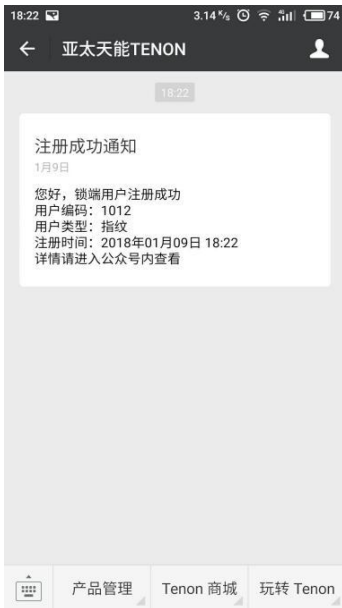 18:22 3.14 K/s 4G 74
亚太天能TENON
18:22
注册成功通知
1月9日
您好，锁端用户注册成功
用户编码：1012
用户类型：指纹
注册时间：2018年01月09日 18:22
详情请进入公众号内查看
产品管理 Tenon 商城 玩转 Tenon